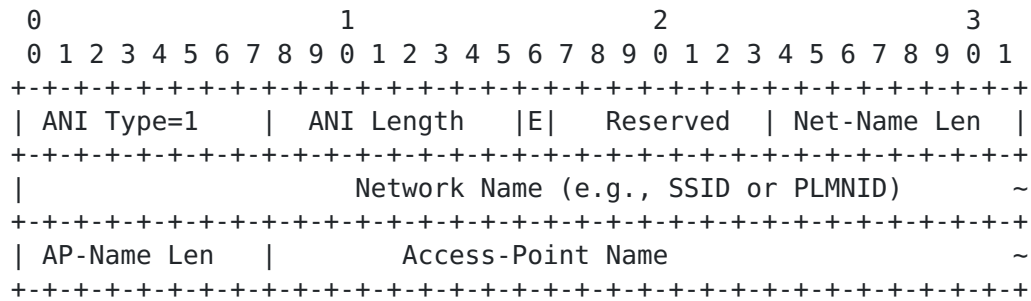 0                   1                   2                   3
 0 1 2 3 4 5 6 7 8 9 0 1 2 3 4 5 6 7 8 9 0 1 2 3 4 5 6 7 8 9 0 1
+-+-+-+-+-+-+-+-+-+-+-+-+-+-+-+-+-+-+-+-+-+-+-+-+-+-+-+-+-+-+-+-+
| ANI Type=1    |  ANI Length   |E|   Reserved  | Net-Name Len  |
+-+-+-+-+-+-+-+-+-+-+-+-+-+-+-+-+-+-+-+-+-+-+-+-+-+-+-+-+-+-+-+-+
|                     Network Name (e.g., SSID or PLMNID)       ~
+-+-+-+-+-+-+-+-+-+-+-+-+-+-+-+-+-+-+-+-+-+-+-+-+-+-+-+-+-+-+-+-+
| AP-Name Len   |        Access-Point Name                      ~
+-+-+-+-+-+-+-+-+-+-+-+-+-+-+-+-+-+-+-+-+-+-+-+-+-+-+-+-+-+-+-+-+